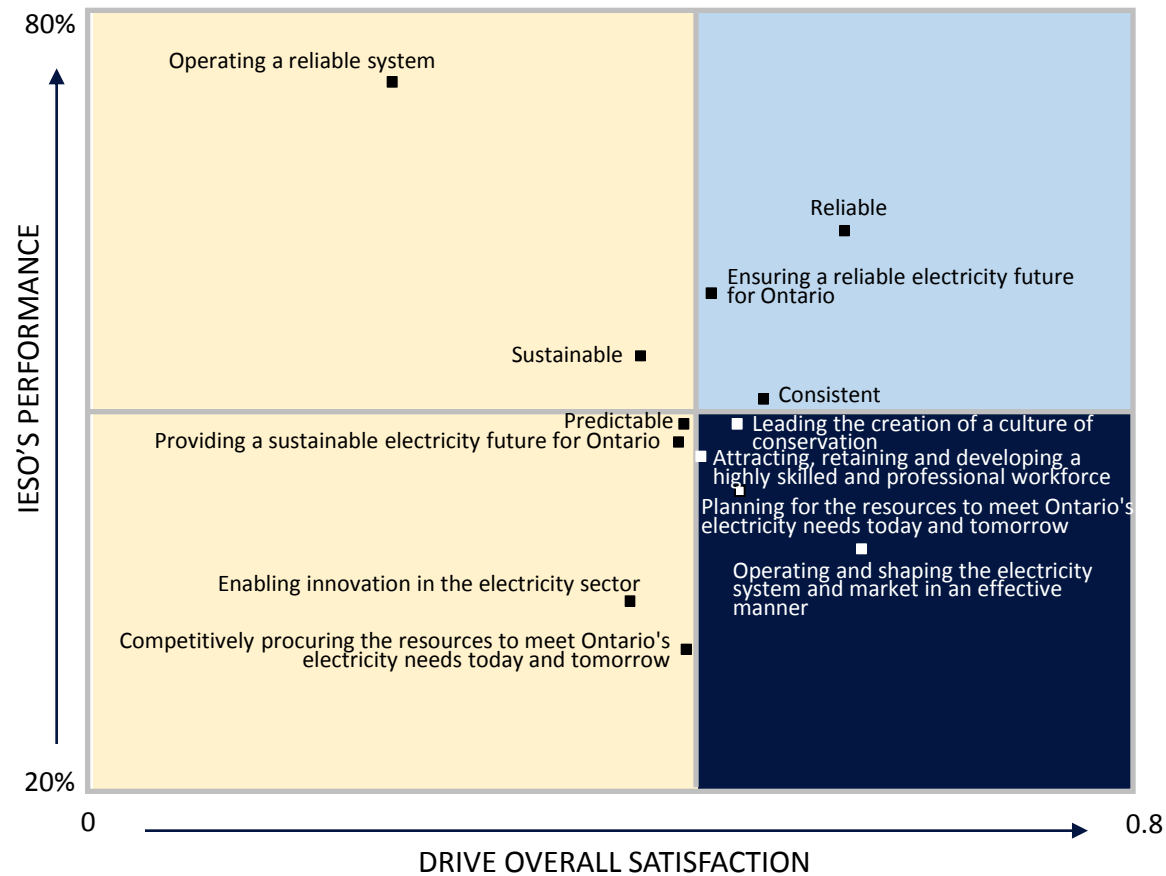 80%
Operating a reliable system
Reliable
Ensuring a reliable electricity future
for Ontario
Sustainable
Consistent
Predictable
Leading the creation of a culture of
conservation
Providing a sustainable electricity future for Ontario
Attracting, retaining and developing a
highly skilled and professional workforce
Planning for the resources to meet Ontario's
electricity needs today and tomorrow
Operating and shaping the electricity
system and market in an effective
manner
Enabling innovation in the electricity sector
Competitively procuring the resources to meet Ontario's
electricity needs today and tomorrow
IESO'S PERFORMANCE
20%
0
0.8
DRIVE OVERALL SATISFACTION